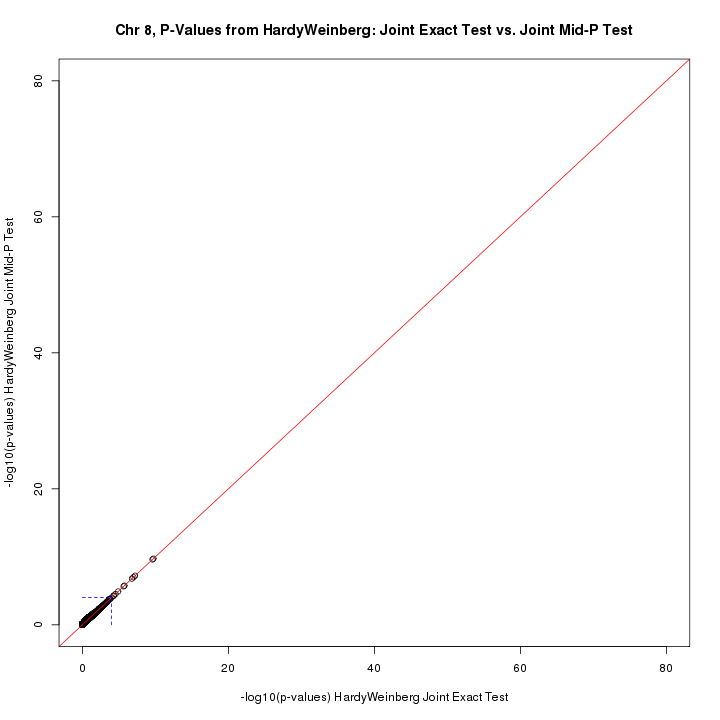 Chr 8, P-Values from HardyWeinberg: Joint Exact Test vs. Joint Mid-P Test
-log10(p-values) HardyWeinberg Joint Mid-P Test
80
60
40
20
0
0 20 40 60 80
-log10(p-values) HardyWeinberg Joint Exact Test